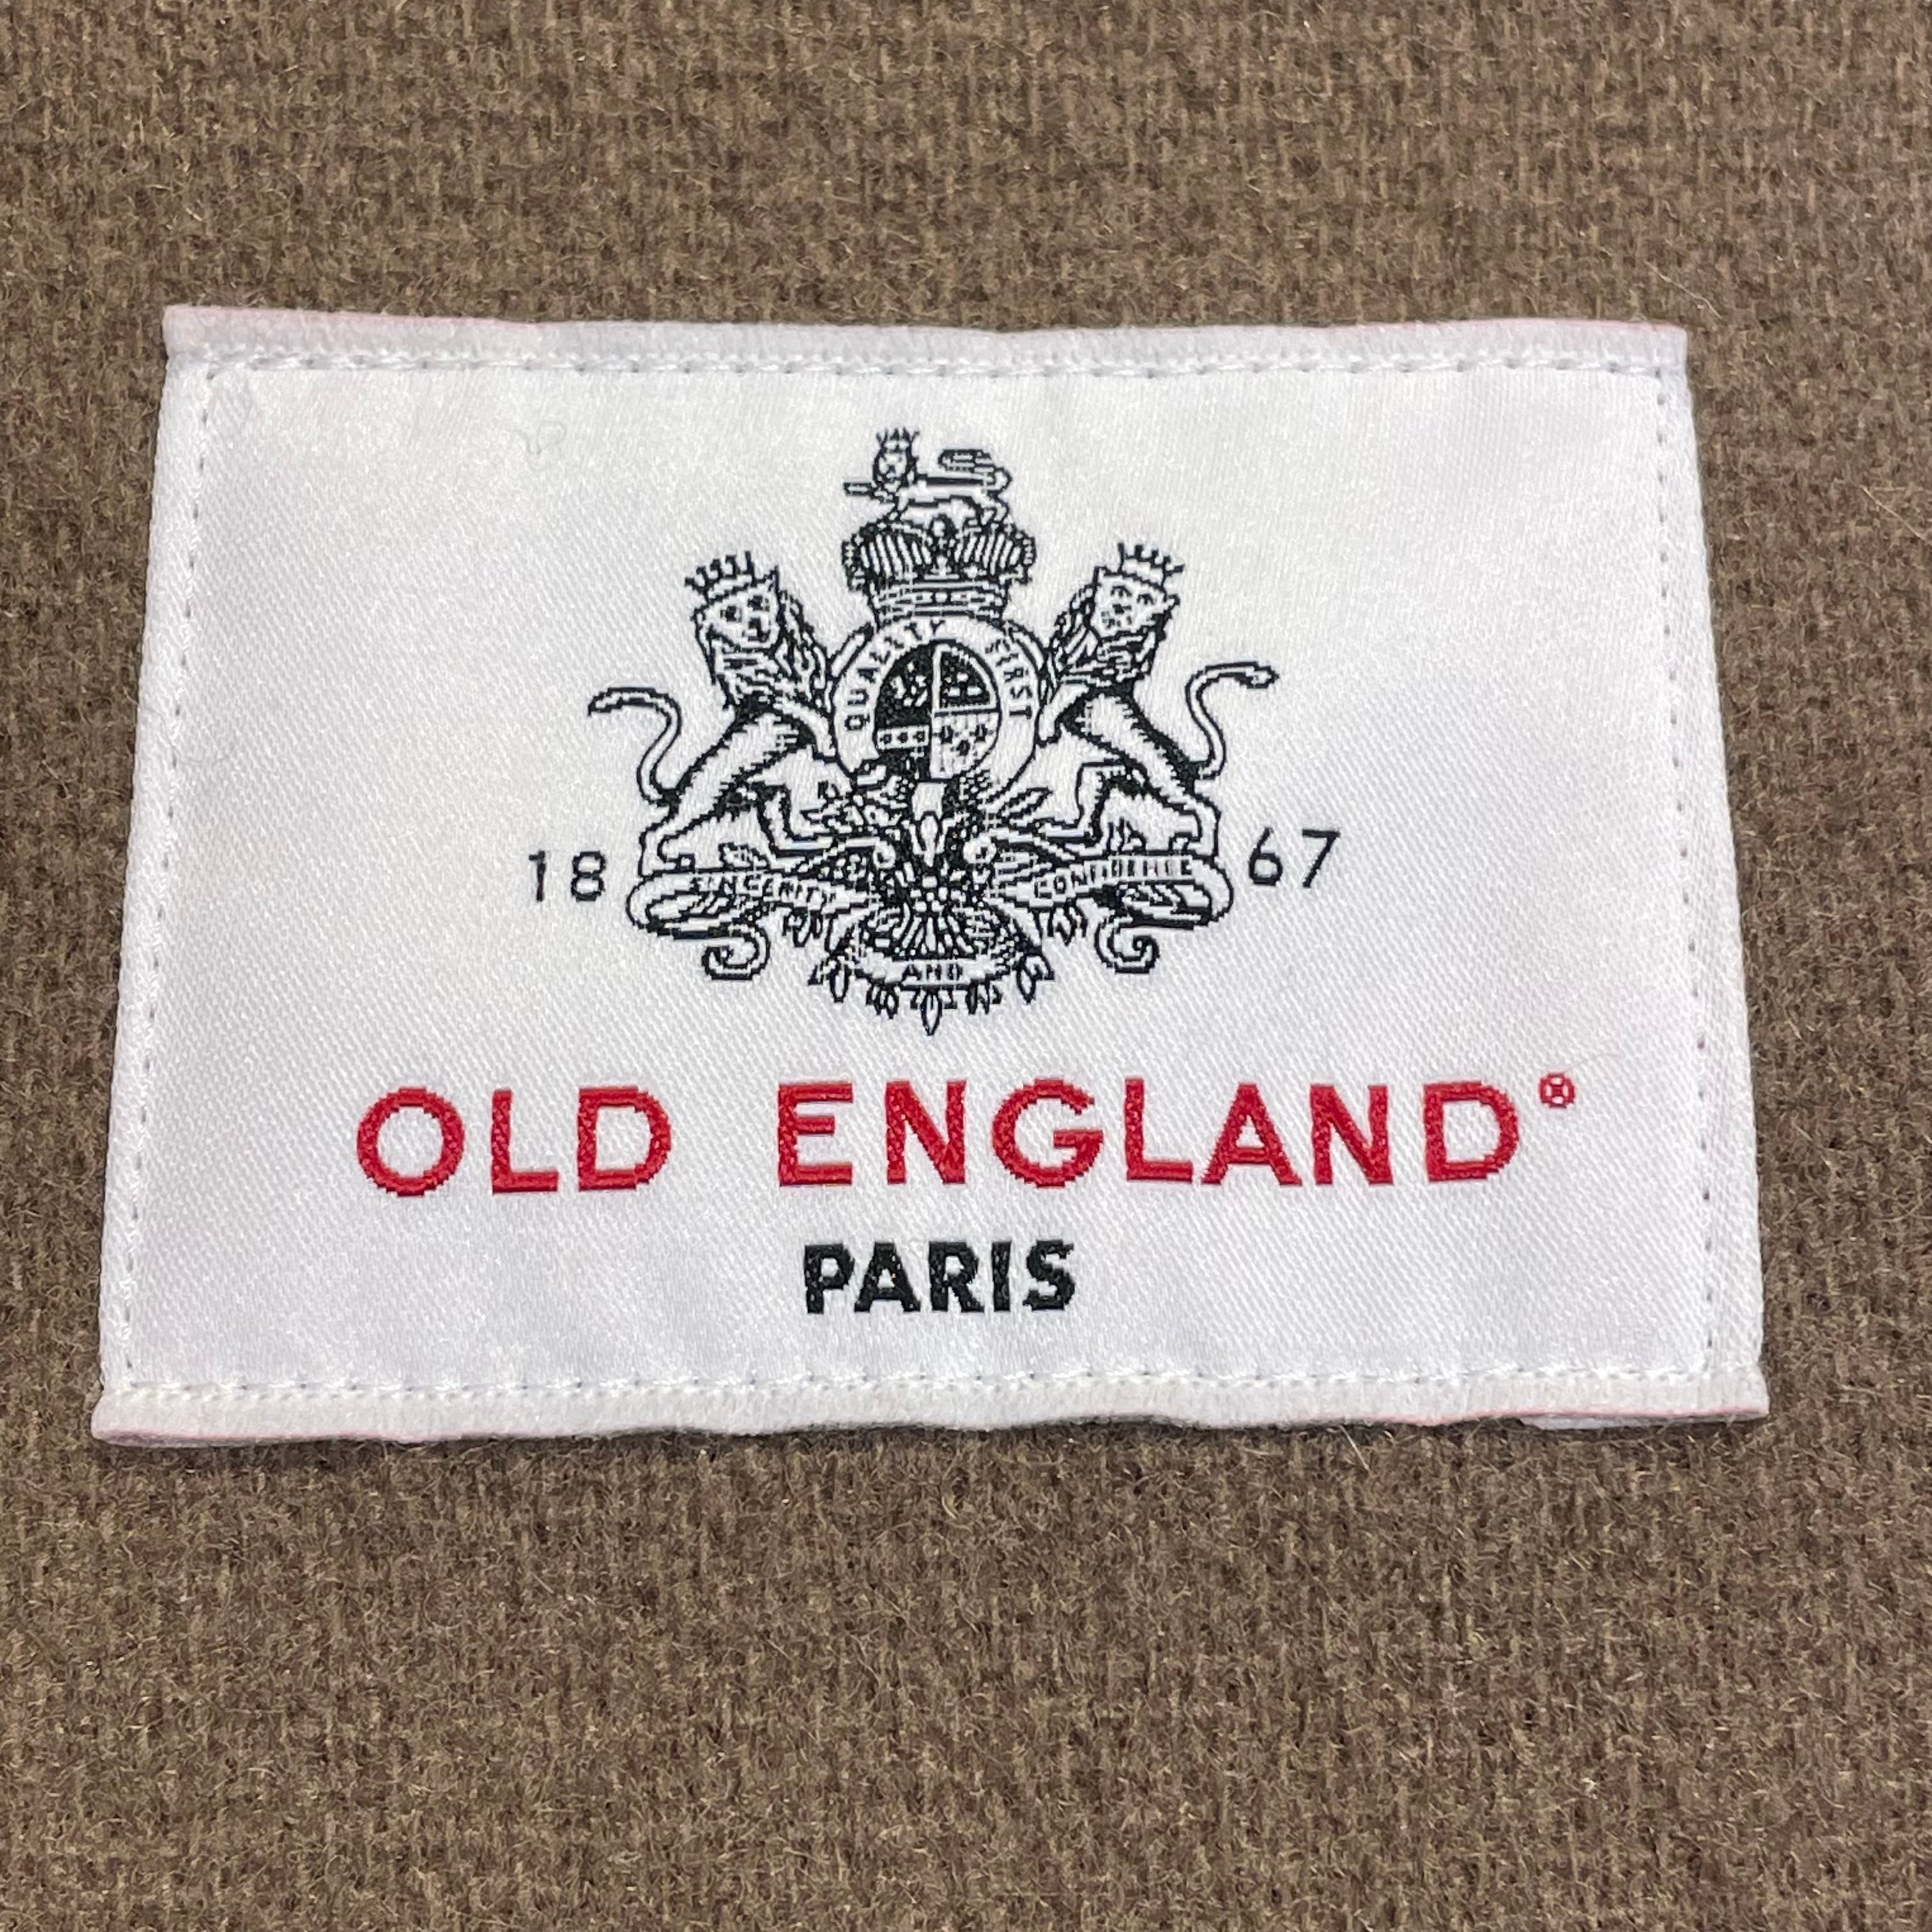 QUALITY FIRST
18 67
SINCERITY AND CONFIDENCE
OLD ENGLAND®
PARIS